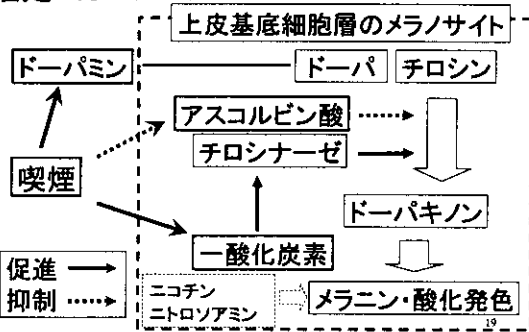 上皮基底細胞層のメラノサイト
ドーパミン
ドーパ
チロシン
アスコルビン酸
チロシナーゼ
喫煙
ドーパキノン
一酸化炭素
促進
抑制
ニコチン
ニトロソアミン
メラニン・酸化発色
19